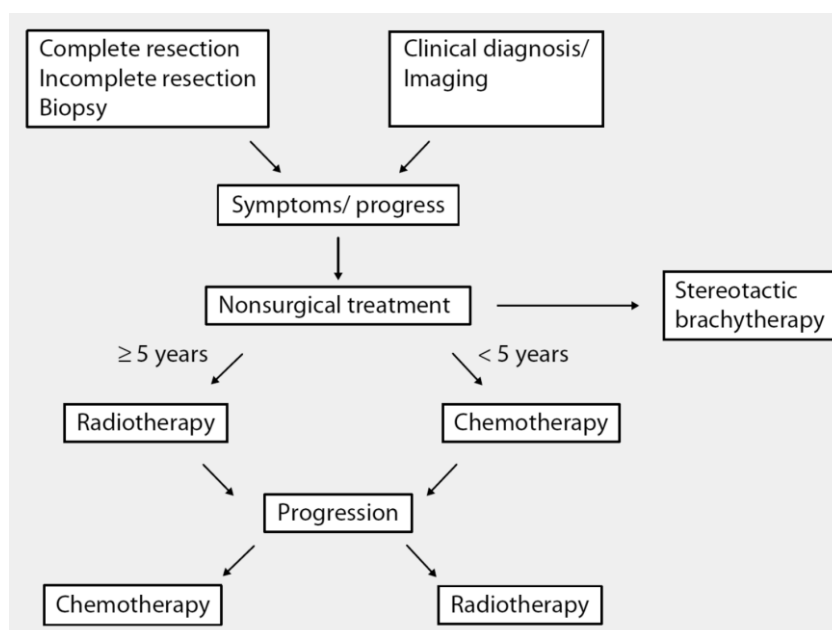 Complete resection
Incomplete resection
Biopsy
Clinical diagnosis/
Imaging
Symptoms/ progress
Nonsurgical treatment
Stereotactic
brachytherapy
≥ 5 years
< 5 years
Radiotherapy
Chemotherapy
Progression
Chemotherapy
Radiotherapy